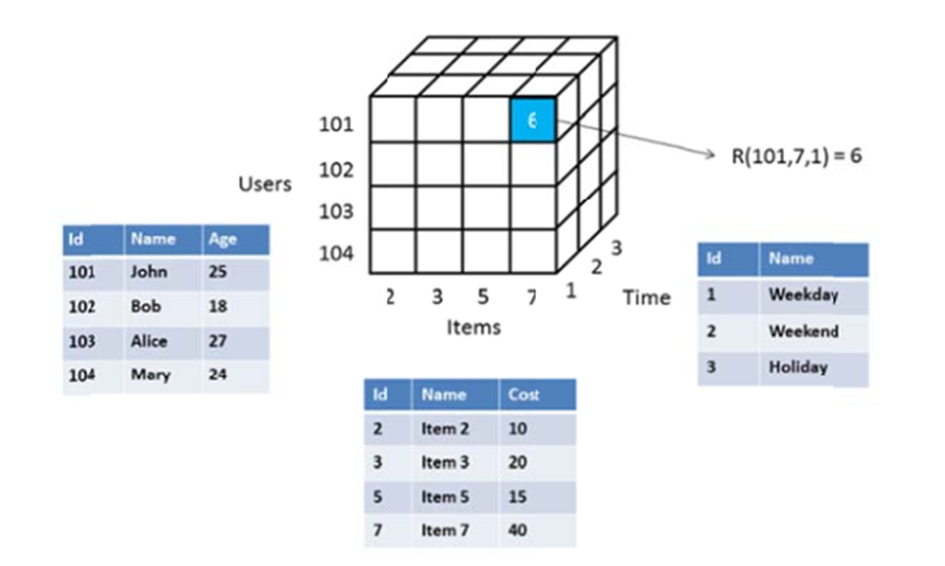 6
101
102
103
104
Users
R(101,7,1) = 6
2 3 5 7
Items
1 2 3
Time
Id Name Age
101 John 25
102 Bob 18
103 Alice 27
104 Mary 24
Id Name
1 Weekday
2 Weekend
3 Holiday
Id Name Cost
2 Item 2 10
3 Item 3 20
5 Item 5 15
7 Item 7 40